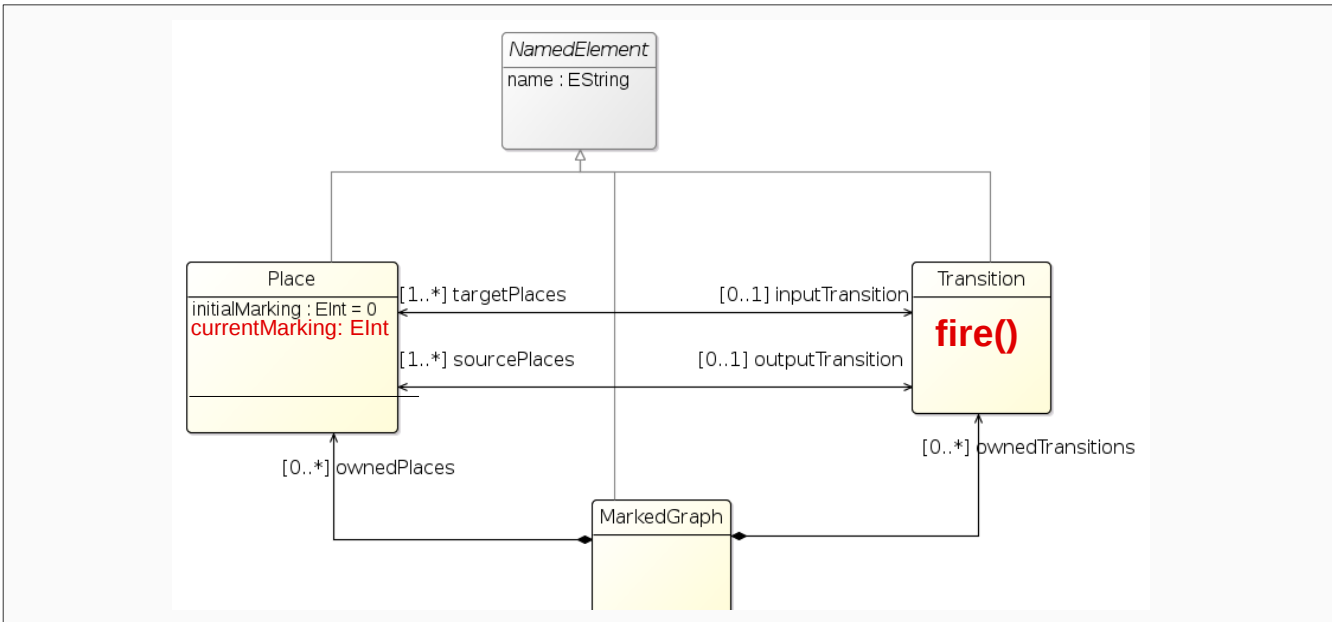 NamedElement
name : EString
Place
initialMarking : EInt = 0
currentMarking: EInt
[1..*] targetPlaces
[0..1] inputTransition
[1..*] sourcePlaces
[0..1] outputTransition
Transition
fire()
[0..*] ownedPlaces
[0..*] ownedTransitions
MarkedGraph